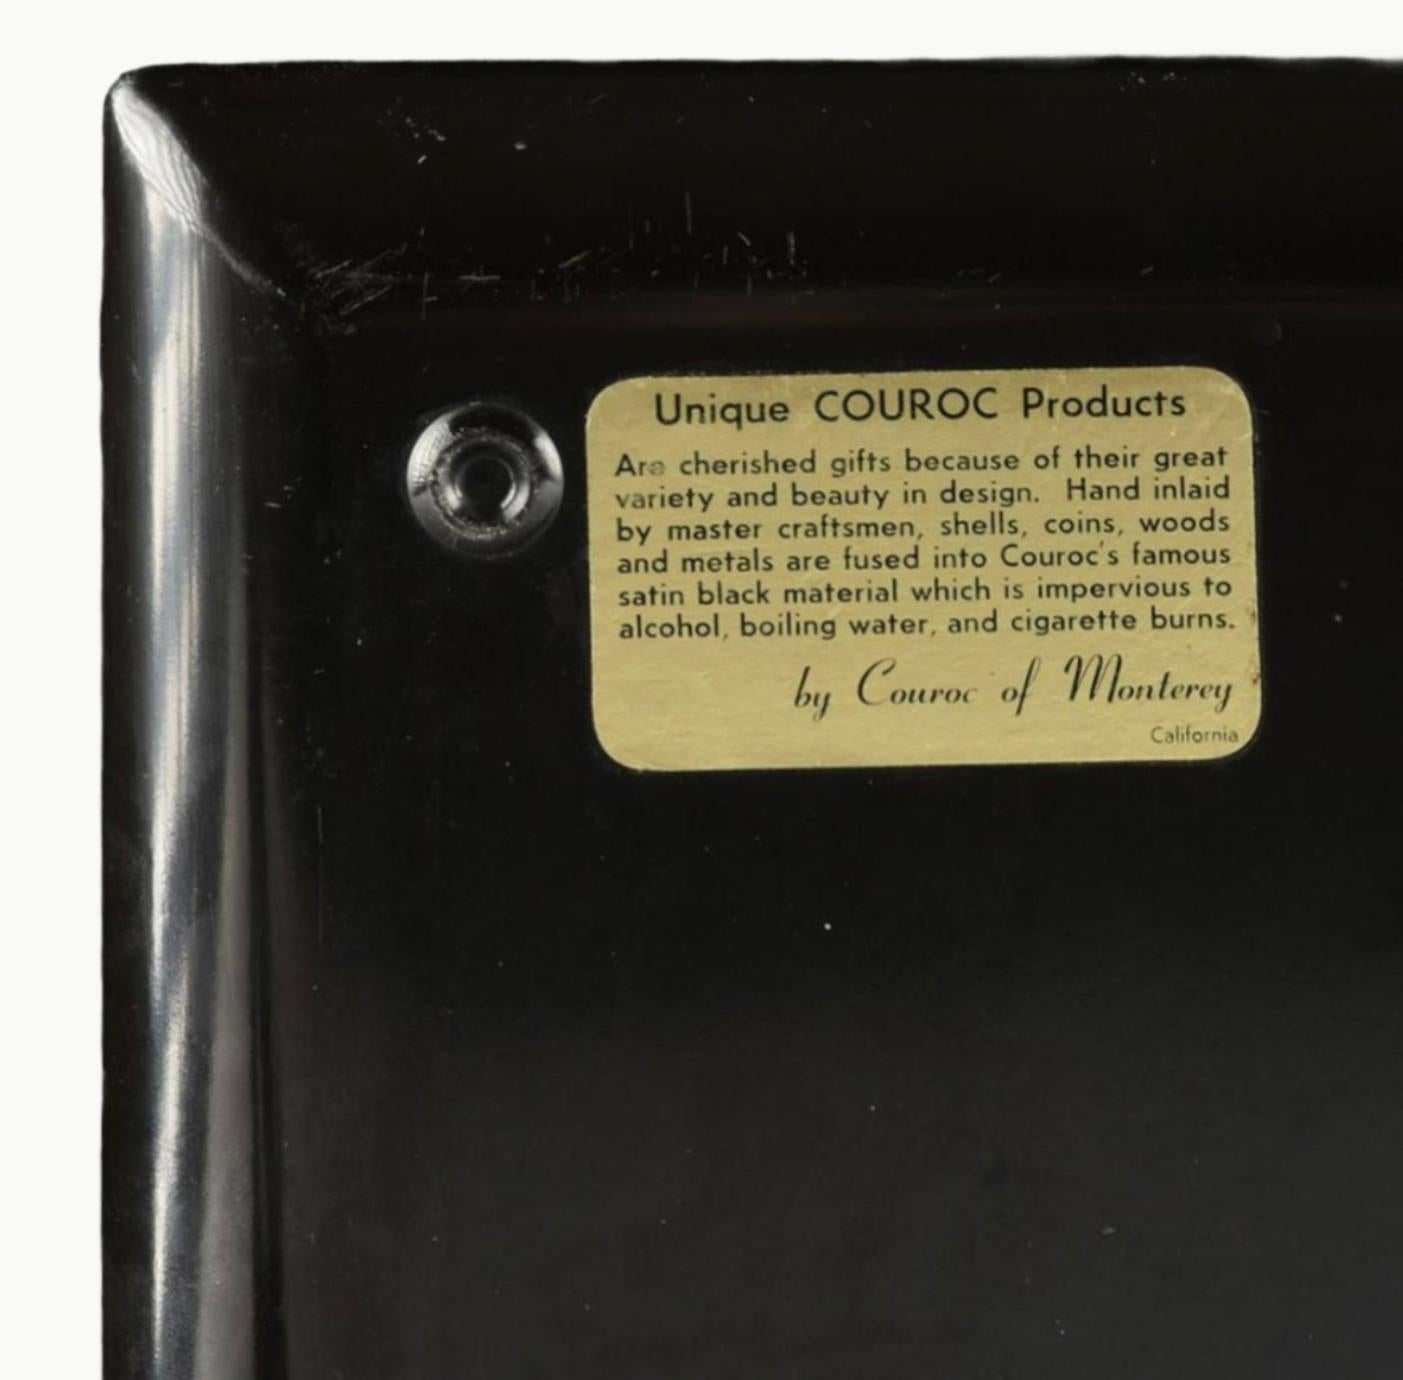 Unique COUROC Products
Are cherished gifts because of their great
variety and beauty in design. Hand inlaid
by master craftsmen, shells, coins, woods
and metals are fused into Couroc's famous
satin black material which is impervious to
alcohol, boiling water, and cigarette burns.
by Couroc of Monterey
California